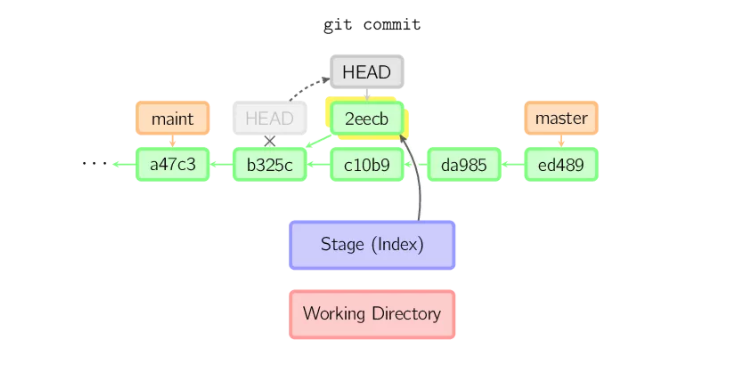 git commit
HEAD
maint
HEAD
2eecb
master
...
a47c3
b325c
c10b9
da985
ed489
Stage (Index)
Working Directory